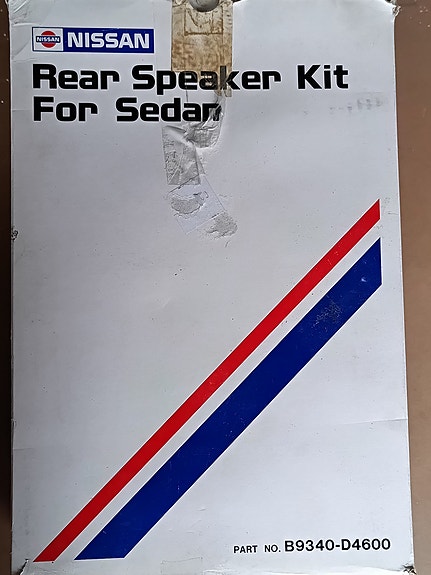 NISSAN NISSAN
Rear Speaker Kit
For Sedan
PART NO. B9340-D4600